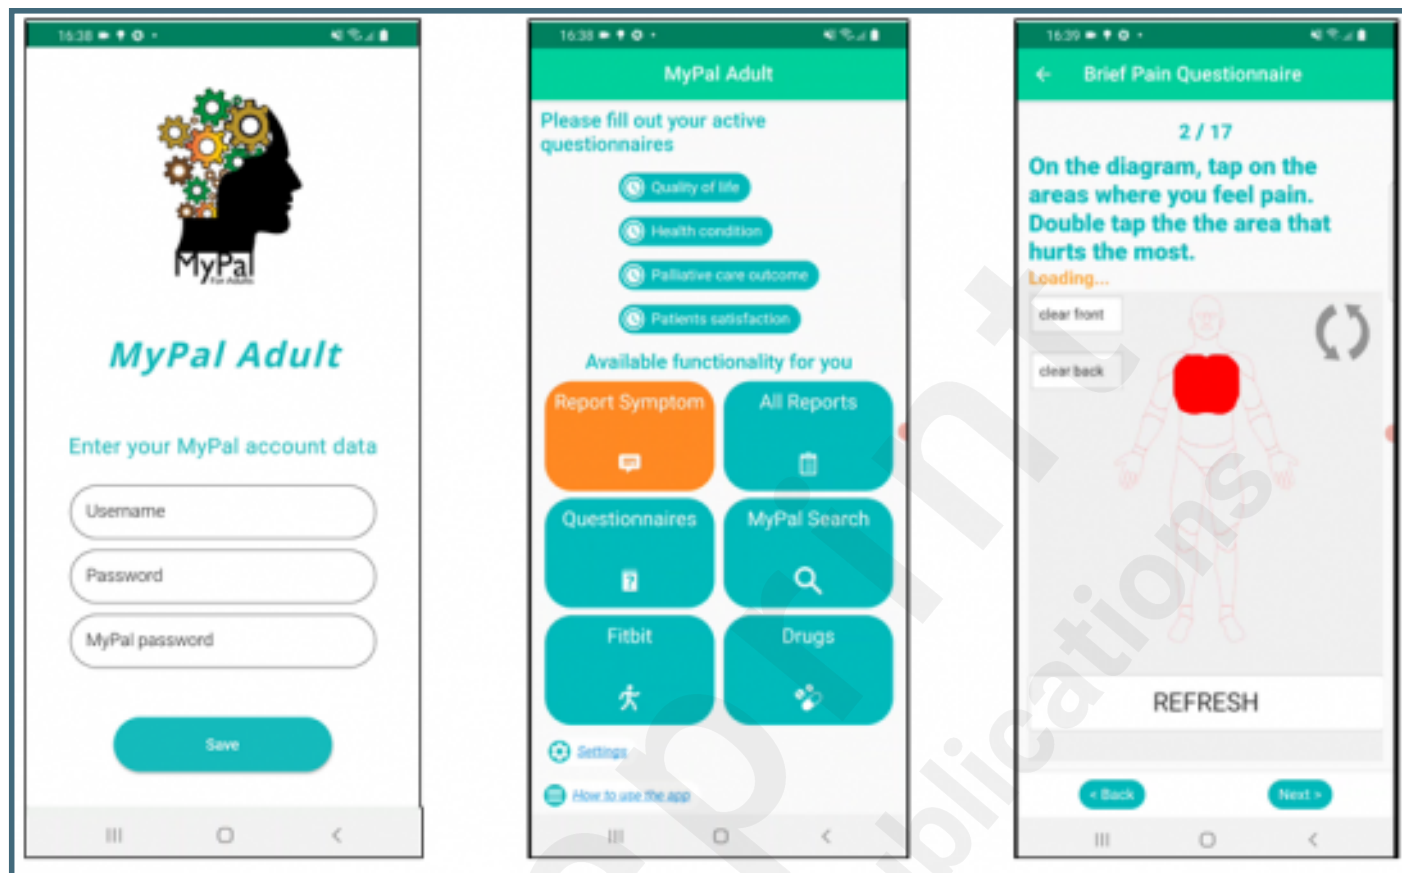 16:38
MyPal
For Adults
MyPal Adult
Enter your MyPal account data
Username
Password
MyPal password
Save
16:38
MyPal Adult
Please fill out your active
questionnaires
Quality of life
Health condition
Palliative care outcome
Patients satisfaction
Available functionality for you
Report Symptom
All Reports
Questionnaires
MyPal Search
Fitbit
Drugs
Settings
How to use the app
16:39
Brief Pain Questionnaire
2 / 17
On the diagram, tap on the
areas where you feel pain.
Double tap the the area that
hurts the most.
Loading...
clear front
clear back
REFRESH
< Back
Next >